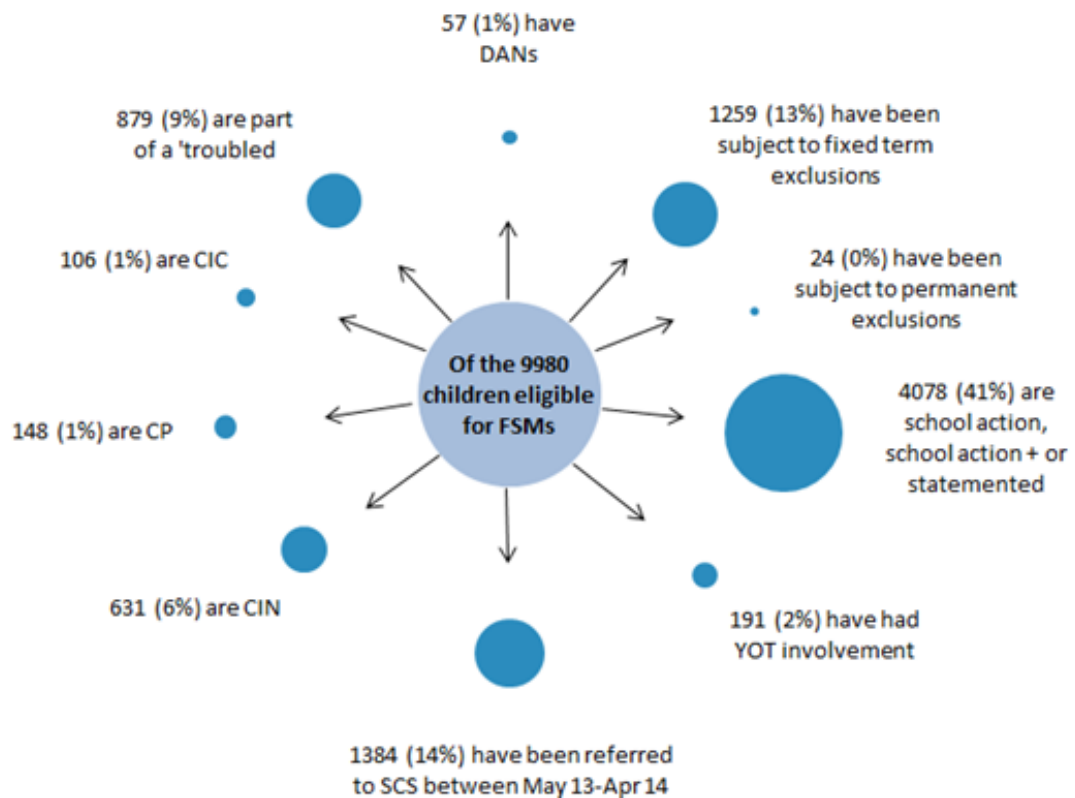 57 (1%) have
DANs
879 (9%) are part
of a 'troubled
1259 (13%) have been
subject to fixed term
exclusions
106 (1%) are CIC
24 (0%) have been
subject to permanent
exclusions
Of the 9980
children eligible
for FSMs
148 (1%) are CP
4078 (41%) are
school action,
school action + or
statemented
631 (6%) are CIN
191 (2%) have had
YOT involvement
1384 (14%) have been referred
to SCS between May 13-Apr 14